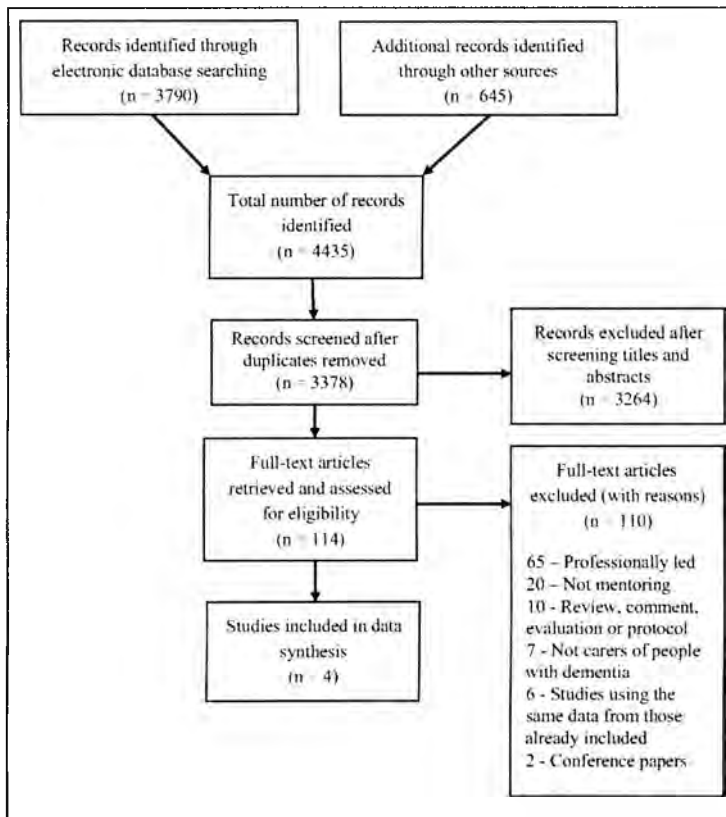 Records identified through
electronic database searching
(n = 3790)
Additional records identified
through other sources
(n = 645)
Total number of records
identified
(n = 4435)
Records screened after
duplicates removed
(n = 3378)
Records excluded after
screening titles and
abstracts
(n = 3264)
Full-text articles
retrieved and assessed
for eligibility
(n = 114)
Full-text articles
excluded (with reasons)
(n = 110)
65 – Professionally led
20 – Not mentoring
10 - Review, comment,
evaluation or protocol
7 - Not carers of people
with dementia
6 - Studies using the
same data from those
already included
2 - Conference papers
Studies included in data
synthesis
(n = 4)